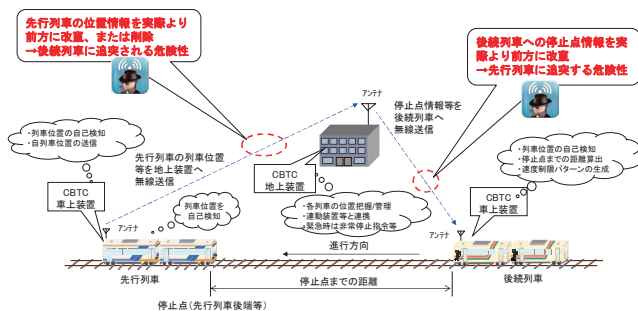 先行列車の位置情報を実際より
前方に改竄、または削除
→後続列車に追突される危険性
後続列車への停止点情報を実
際より前方に改竄
→先行列車に追突する危険性
アンテナ
停止点情報等を
後続列車へ
無線送信
・列車位置の自己検知
・自列車位置の送信
先行列車の列車位置
等を地上装置へ
無線送信
・列車位置の自己検知
・停止点までの距離算出
・速度制限パターンの生成
CBTC
地上装置
CBTC
車上装置
列車位置を
自己検知
・各列車の位置把握/管理
・連動装置等と連携
・緊急時は非常停止指令等
CBTC
車上装置
アンテナ
アンテナ
進行方向
先行列車
停止点までの距離
後続列車
停止点(先行列車後端等)